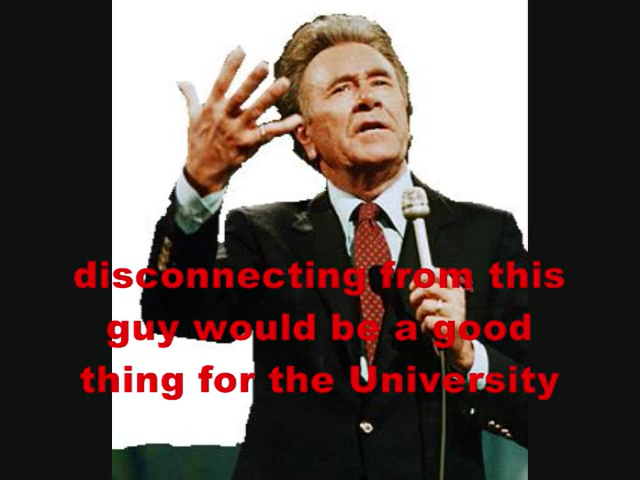 disconnecting from this
guy would be a good
thing for the University